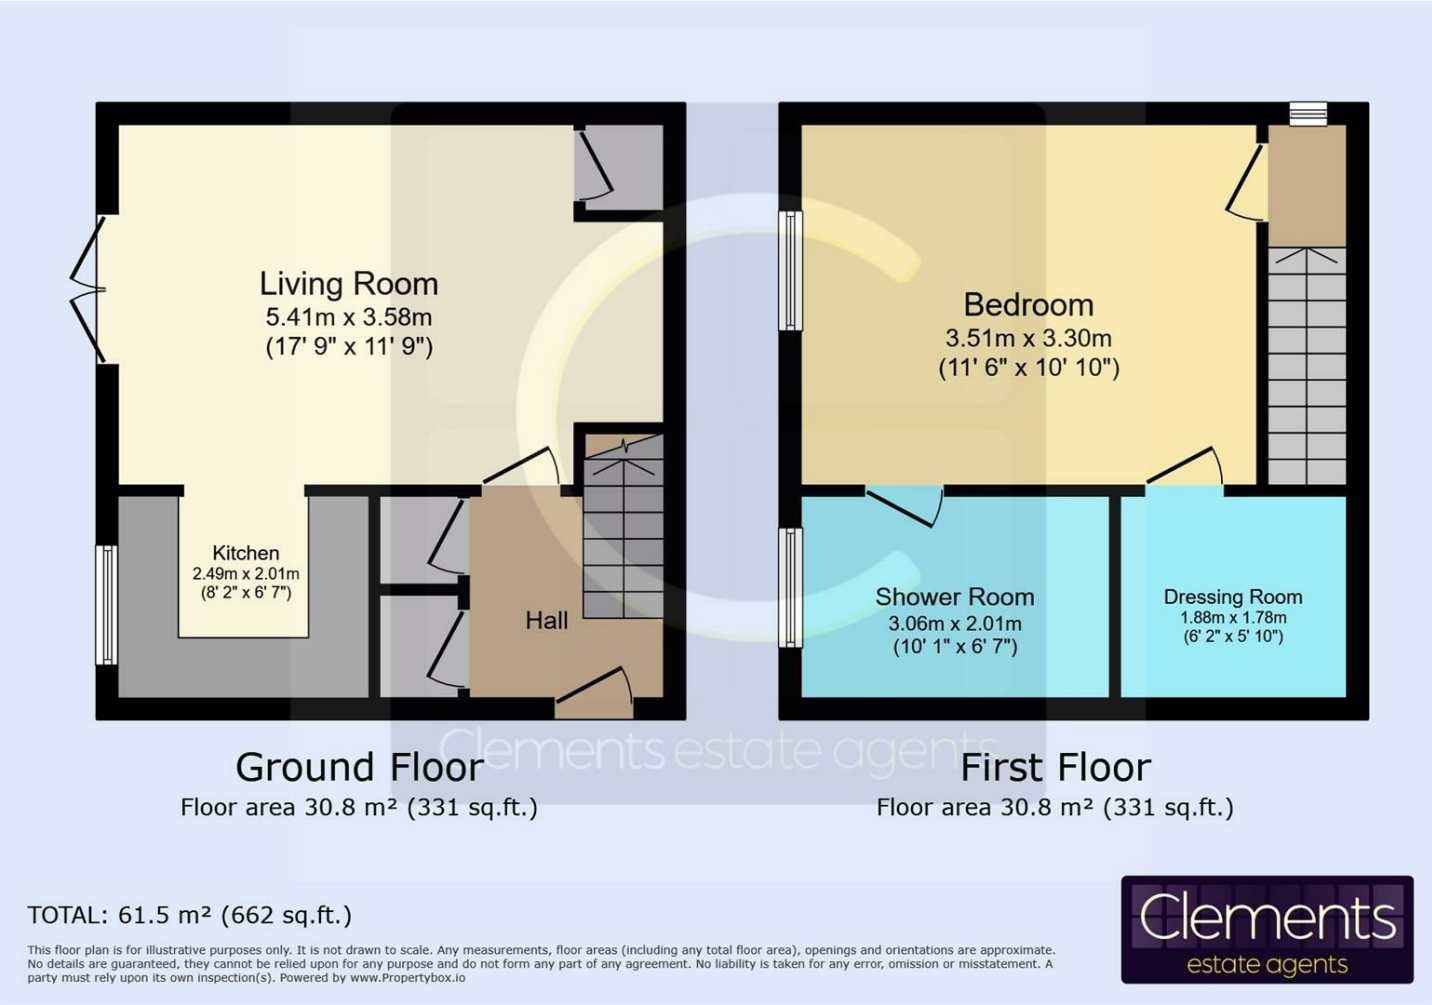 Living Room
5.41m x 3.58m
(17' 9" x 11' 9")
Kitchen
2.49m x 2.01m
(8' 2" x 6' 7")
Hall
Bedroom
3.51m x 3.30m
(11' 6" x 10' 10")
Shower Room
3.06m x 2.01m
(10' 1" x 6' 7")
Dressing Room
1.88m x 1.78m
(6' 2" x 5' 10")
Clements estate agents
Ground Floor
Floor area 30.8 m² (331 sq.ft.)
First Floor
Floor area 30.8 m² (331 sq.ft.)
TOTAL: 61.5 m² (662 sq.ft.)
This floor plan is for illustrative purposes only. It is not drawn to scale. Any measurements, floor areas (including any total floor area), openings and orientations are approximate.
No details are guaranteed, they cannot be relied upon for any purpose and do not form any part of any agreement. No liability is taken for any error, omission or misstatement. A
party must rely upon its own inspection(s). Powered by www.Propertybox.io
Clements
estate agents